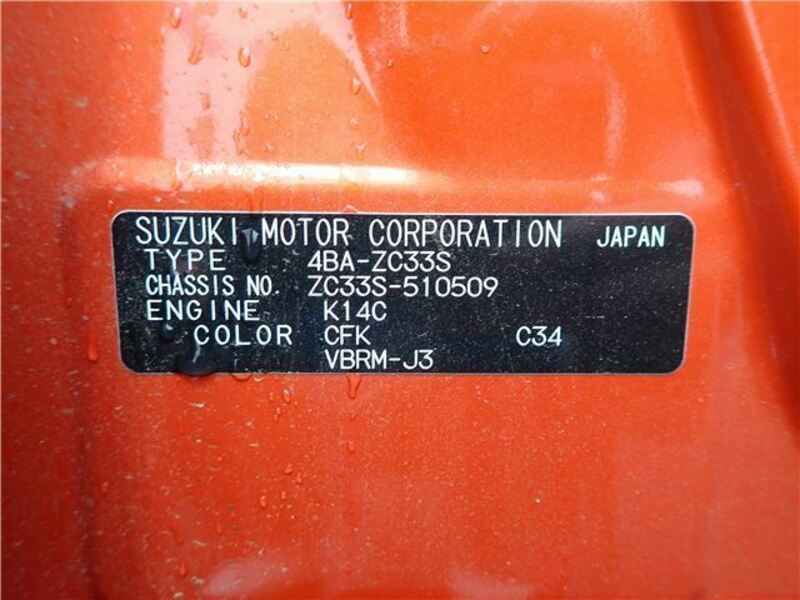 SUZUKI MOTOR CORPORATION JAPAN
TYPE 4BA-ZC33S
CHASSIS NO. ZC33S-510509
ENGINE K14C
COLOR CFK C34
VBRM-J3